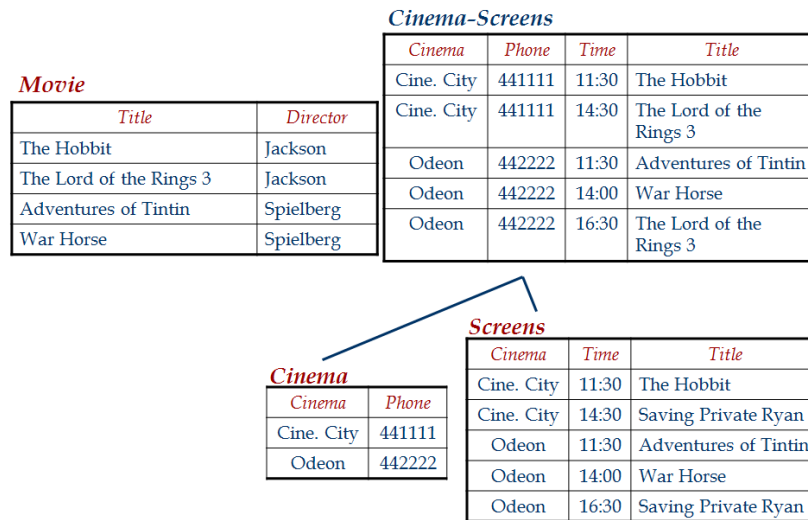 Cinema-Screens
Cinema Phone Time Title
Cine. City 441111 11:30 The Hobbit
Cine. City 441111 14:30 The Lord of the
Rings 3
Odeon 442222 11:30 Adventures of Tintin
Odeon 442222 14:00 War Horse
Odeon 442222 16:30 The Lord of the
Rings 3
Movie
Title Director
The Hobbit Jackson
The Lord of the Rings 3 Jackson
Adventures of Tintin Spielberg
War Horse Spielberg
Screens
Cinema Time Title
Cine. City 11:30 The Hobbit
Cine. City 14:30 Saving Private Ryan
Odeon 11:30 Adventures of Tintin
Odeon 14:00 War Horse
Odeon 16:30 Saving Private Ryan
Cinema
Cinema Phone
Cine. City 441111
Odeon 442222